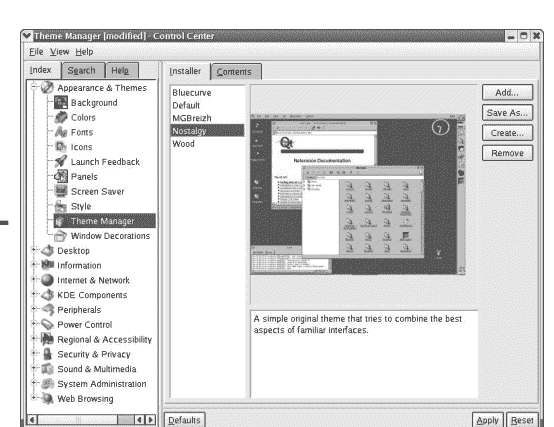 Theme Manager [modified] - Control Center
File View Help
Index Search Help
Appearance & Themes
Background
Colors
Fonts
Icons
Launch Feedback
Panels
Screen Saver
Style
Theme Manager
Window Decorations
Desktop
Information
Internet & Network
KDE Components
Peripherals
Power Control
Regional & Accessibility
Security & Privacy
Sound & Multimedia
System Administration
Web Browsing
Installer Contents
Bluecurve
Default
MGBreizh
Nostalgy
Wood
Qt
Reference Documentation
A simple original theme that tries to combine the best
aspects of familiar interfaces.
Add...
Save As...
Create...
Remove
Defaults Apply Reset